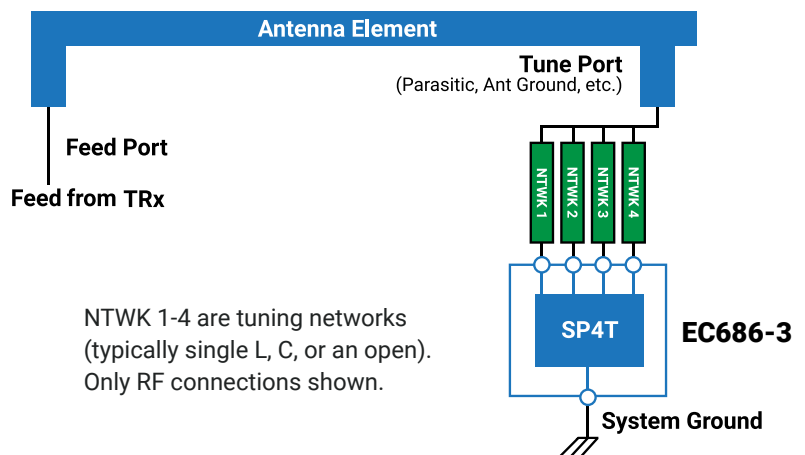 Antenna Element
Tune Port
(Parasitic, Ant Ground, etc.)
Feed Port
Feed from TRx
NTWK 1
NTWK 2
NTWK 3
NTWK 4
SP4T
EC686-3
NTWK 1-4 are tuning networks
(typically single L, C, or an open).
Only RF connections shown.
System Ground